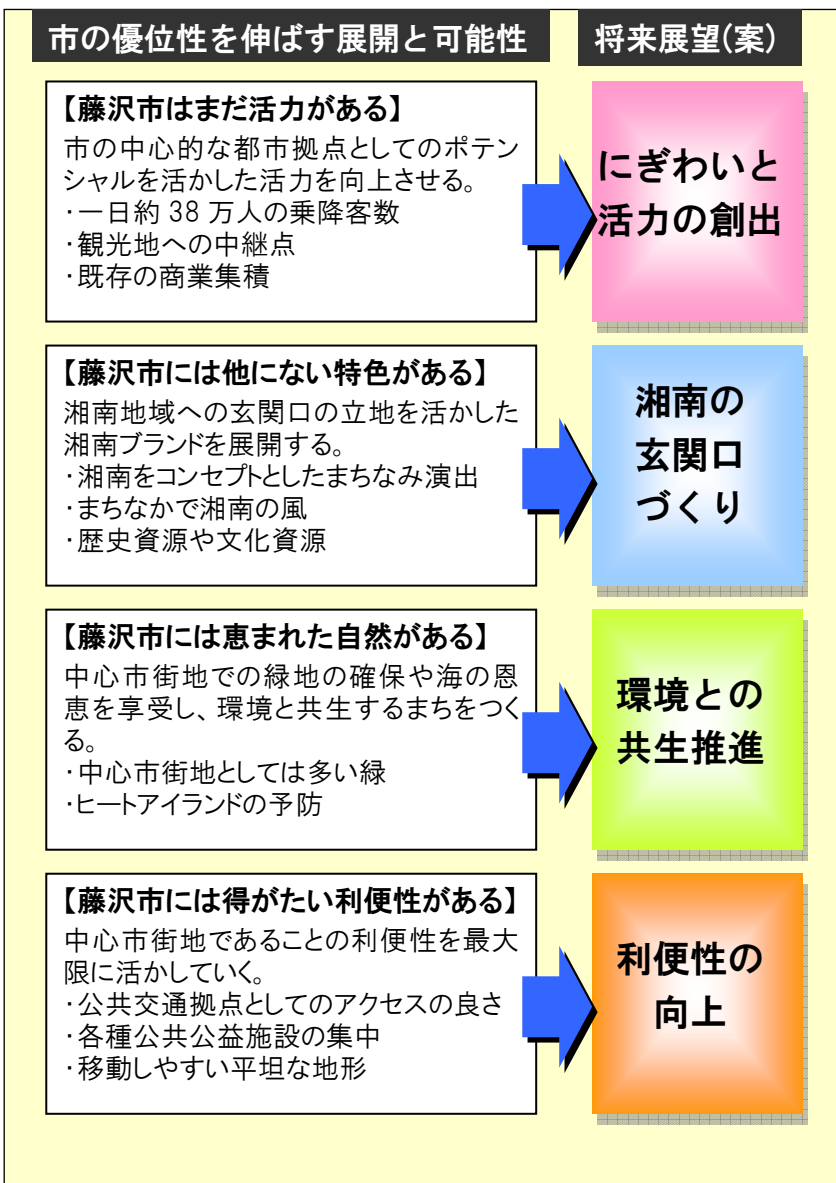 市の優位性を伸ばす展開と可能性
将来展望(案)
【藤沢市はまだ活力がある】
市の中心的な都市拠点としてのポテン
シャルを活かした活力を向上させる。
・一日約 38 万人の乗降客数
・観光地への中継点
・既存の商業集積
にぎわいと
活力の創出
【藤沢市には他にない特色がある】
湘南地域への玄関口の立地を活かした
湘南ブランドを展開する。
・湘南をコンセプトとしたまちなみ演出
・まちなかで湘南の風
・歴史資源や文化資源
湘南の
玄関口
づくり
【藤沢市には恵まれた自然がある】
中心市街地での緑地の確保や海の恩
恵を享受し、環境と共生するまちをつく
る。
・中心市街地としては多い緑
・ヒートアイランドの予防
環境との
共生推進
【藤沢市には得がたい利便性がある】
中心市街地であることの利便性を最大
限に活かしていく。
・公共交通拠点としてのアクセスの良さ
・各種公共公益施設の集中
・移動しやすい平坦な地形
利便性の
向上